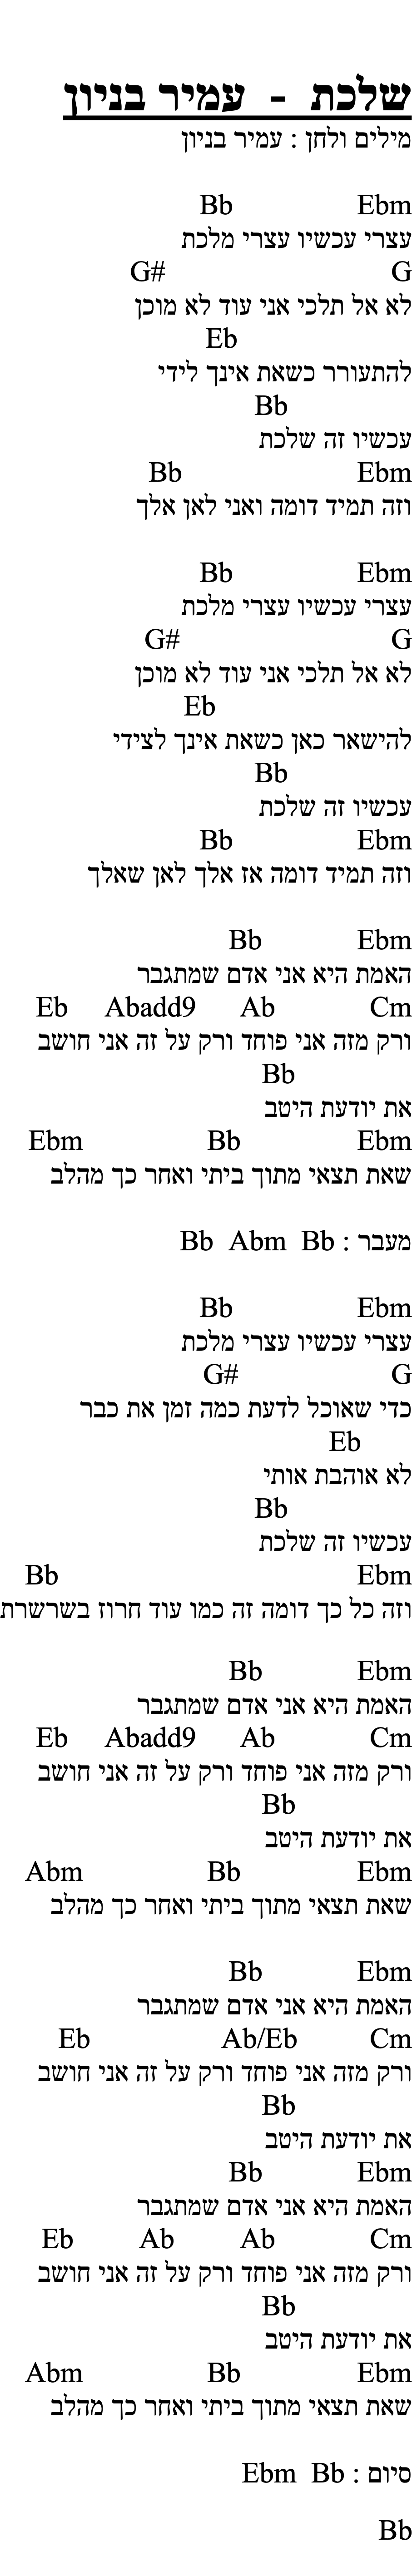 שלכת - עמיר בניון
מילים ולחן : עמיר בניון
Bb Ebm
עצרי עכשיו עצרי מלכת
G# G
לא אל תלכי אני עוד לא מוכן
Eb
להתעורר כשאת אינך לידי
Bb
עכשיו זה שלכת
Bb Ebm
וזה תמיד דומה ואני לאן אלך
Bb Ebm
עצרי עכשיו עצרי מלכת
G# G
לא אל תלכי אני עוד לא מוכן
Eb
להישאר כאן כשאת אינך לצידי
Bb
עכשיו זה שלכת
Bb Ebm
וזה תמיד דומה אז אלך לאן שאלך
Bb Ebm
האמת היא אני אדם שמתגבר
Eb Abadd9 Ab Cm
ורק מזה אני פוחד ורק על זה אני חושב
Bb
את יודעת היטב
Ebm Bb Ebm
שאת תצאי מתוך ביתי ואחר כך מהלב
מעבר : Bb Abm Bb
Bb Ebm
עצרי עכשיו עצרי מלכת
G# G
כדי שאוכל לדעת כמה זמן את כבר
Eb
לא אוהבת אותי
Bb
עכשיו זה שלכת
Bb Ebm
וזה כל כך דומה זה כמו עוד חרוז בשרשרת
Bb Ebm
האמת היא אני אדם שמתגבר
Eb Abadd9 Ab Cm
ורק מזה אני פוחד ורק על זה אני חושב
Bb
את יודעת היטב
Abm Bb Ebm
שאת תצאי מתוך ביתי ואחר כך מהלב
Bb Ebm
האמת היא אני אדם שמתגבר
Eb Ab/Eb Cm
ורק מזה אני פוחד ורק על זה אני חושב
Bb
את יודעת היטב
Bb Ebm
האמת היא אני אדם שמתגבר
Eb Ab Ab Cm
ורק מזה אני פוחד ורק על זה אני חושב
Bb
את יודעת היטב
Abm Bb Ebm
שאת תצאי מתוך ביתי ואחר כך מהלב
סיום : Ebm Bb
Bb